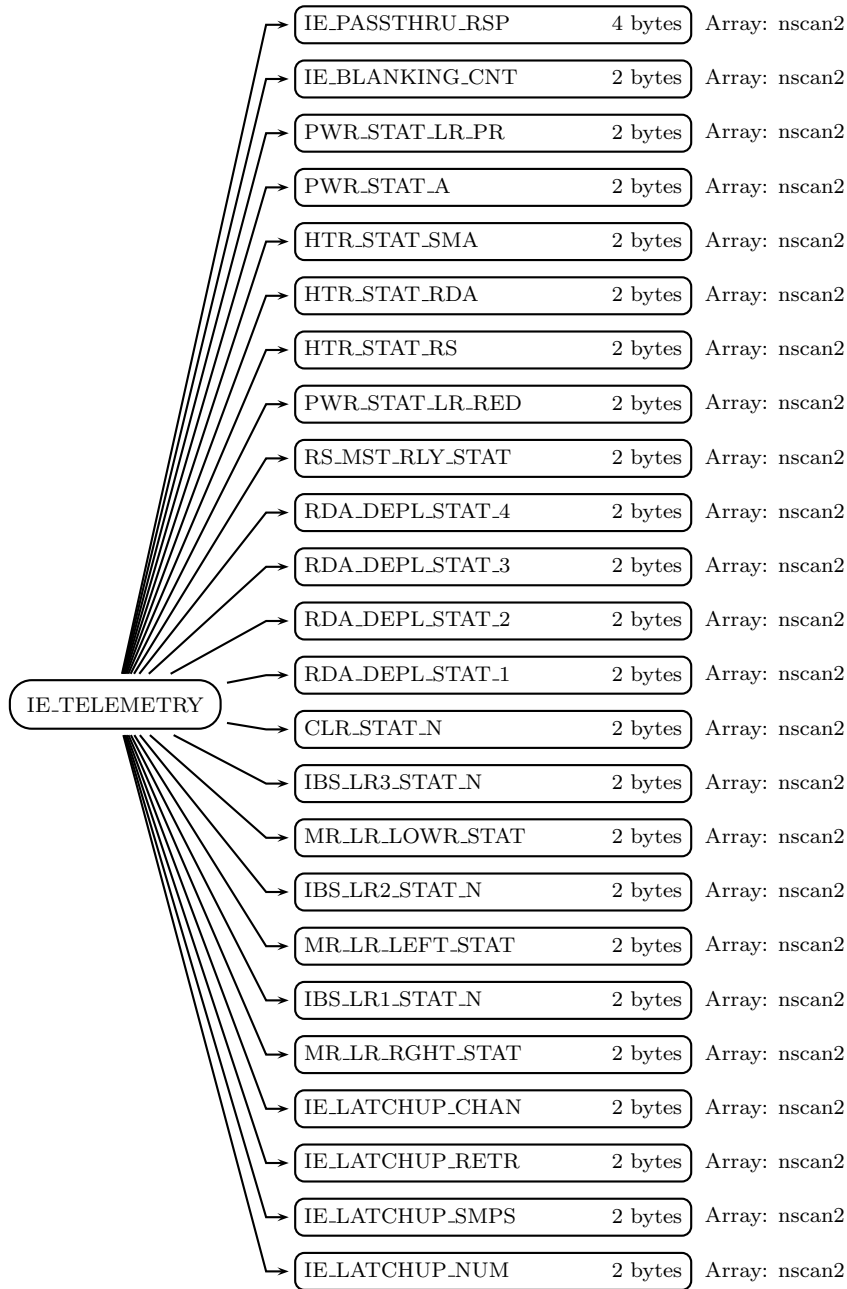 IE_PASSTHRU_RSP 4 bytes Array: nscan2
IE_BLANKING_CNT 2 bytes Array: nscan2
PWR_STAT_LR_PR 2 bytes Array: nscan2
PWR_STAT_A 2 bytes Array: nscan2
HTR_STAT_SMA 2 bytes Array: nscan2
HTR_STAT_RDA 2 bytes Array: nscan2
HTR_STAT_RS 2 bytes Array: nscan2
PWR_STAT_LR_RED 2 bytes Array: nscan2
RS_MST_RLY_STAT 2 bytes Array: nscan2
RDA_DEPL_STAT_4 2 bytes Array: nscan2
RDA_DEPL_STAT_3 2 bytes Array: nscan2
RDA_DEPL_STAT_2 2 bytes Array: nscan2
RDA_DEPL_STAT_1 2 bytes Array: nscan2
IE_TELEMETRY
CLR_STAT_N 2 bytes Array: nscan2
IBS_LR3_STAT_N 2 bytes Array: nscan2
MR_LR_LOWR_STAT 2 bytes Array: nscan2
IBS_LR2_STAT_N 2 bytes Array: nscan2
MR_LR_LEFT_STAT 2 bytes Array: nscan2
IBS_LR1_STAT_N 2 bytes Array: nscan2
MR_LR_RGHT_STAT 2 bytes Array: nscan2
IE_LATCHUP_CHAN 2 bytes Array: nscan2
IE_LATCHUP_RETR 2 bytes Array: nscan2
IE_LATCHUP_SMPS 2 bytes Array: nscan2
IE_LATCHUP_NUM 2 bytes Array: nscan2